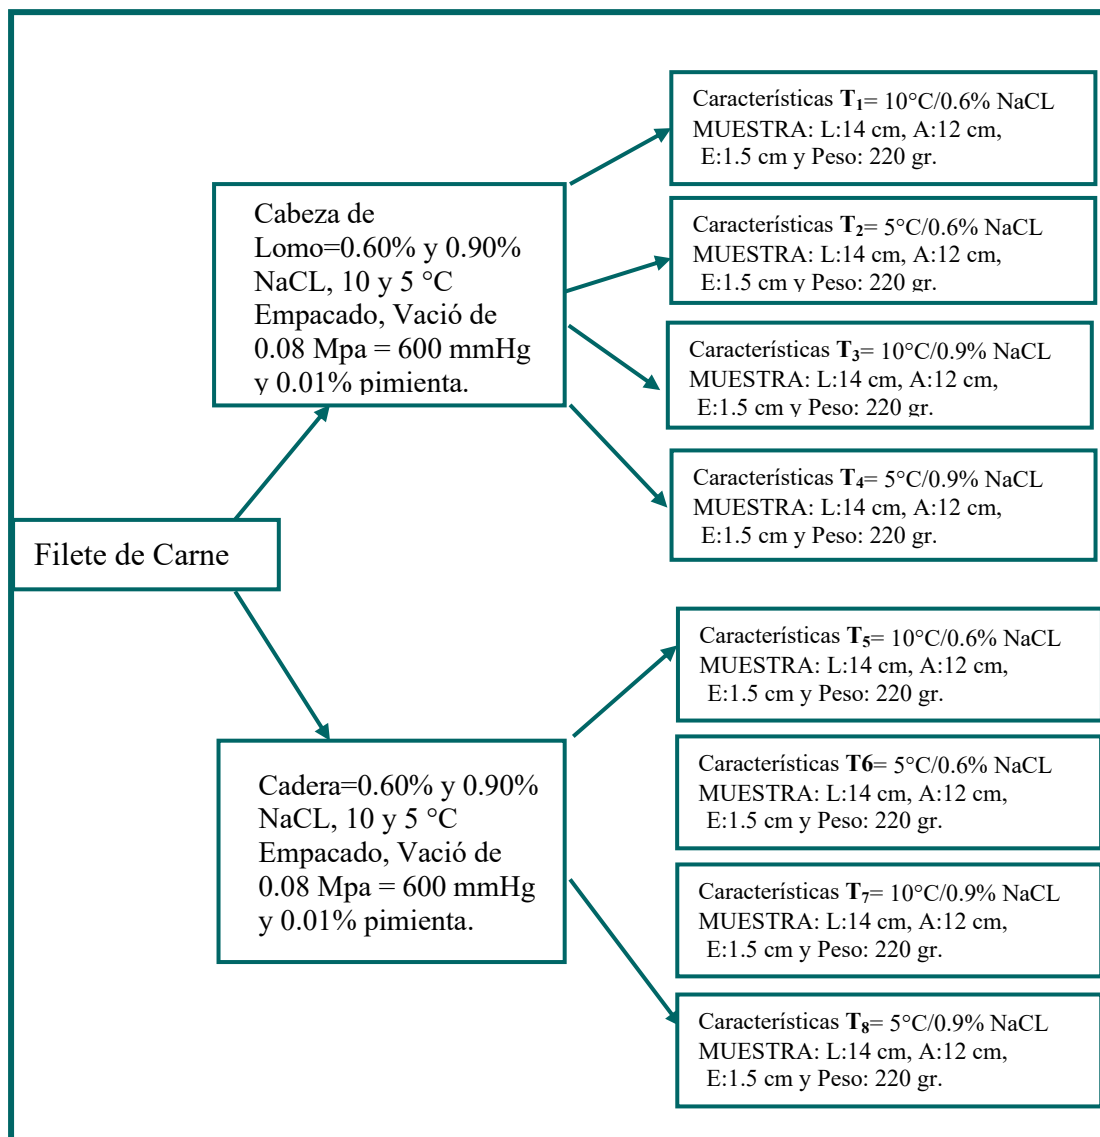 Filete de Carne
Cabeza de
Lomo=0.60% y 0.90%
NaCL, 10 y 5 °C
Empacado, Vació de
0.08 Mpa = 600 mmHg
y 0.01% pimienta.
Características T₁= 10°C/0.6% NaCL
MUESTRA: L:14 cm, A:12 cm,
E:1.5 cm y Peso: 220 gr.
Características T₂= 5°C/0.6% NaCL
MUESTRA: L:14 cm, A:12 cm,
E:1.5 cm y Peso: 220 gr.
Características T₃= 10°C/0.9% NaCL
MUESTRA: L:14 cm, A:12 cm,
E:1.5 cm y Peso: 220 gr.
Características T₄= 5°C/0.9% NaCL
MUESTRA: L:14 cm, A:12 cm,
E:1.5 cm y Peso: 220 gr.
Cadera=0.60% y 0.90%
NaCL, 10 y 5 °C
Empacado, Vació de
0.08 Mpa = 600 mmHg
y 0.01% pimienta.
Características T₅= 10°C/0.6% NaCL
MUESTRA: L:14 cm, A:12 cm,
E:1.5 cm y Peso: 220 gr.
Características T6= 5°C/0.6% NaCL
MUESTRA: L:14 cm, A:12 cm,
E:1.5 cm y Peso: 220 gr.
Características T₇= 10°C/0.9% NaCL
MUESTRA: L:14 cm, A:12 cm,
E:1.5 cm y Peso: 220 gr.
Características T₈= 5°C/0.9% NaCL
MUESTRA: L:14 cm, A:12 cm,
E:1.5 cm y Peso: 220 gr.